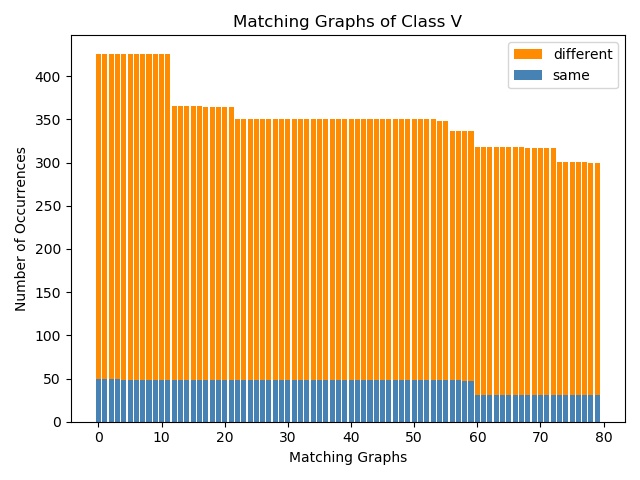 Matching Graphs of Class V
different
same
Number of Occurrences
400
350
300
250
200
150
100
50
0
0 10 20 30 40 50 60 70 80
Matching Graphs